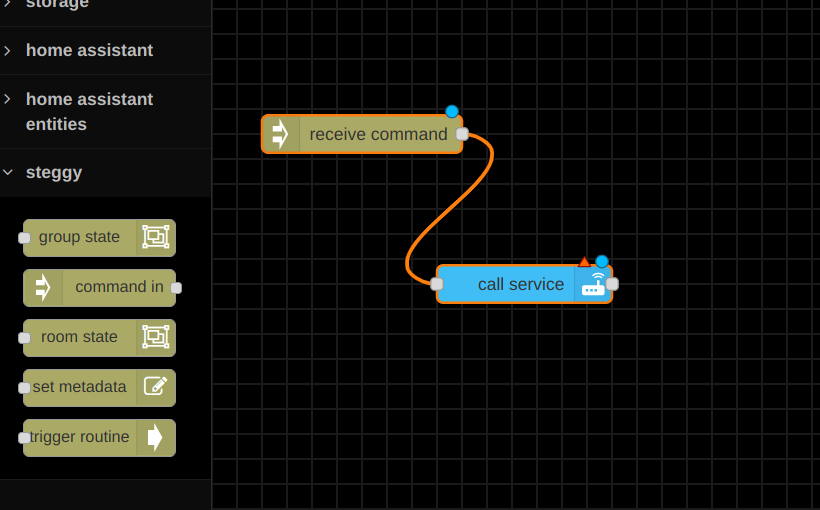 storage
home assistant
home assistant
entities
steggy
group state
command in
room state
set metadata
trigger routine
receive command
call service